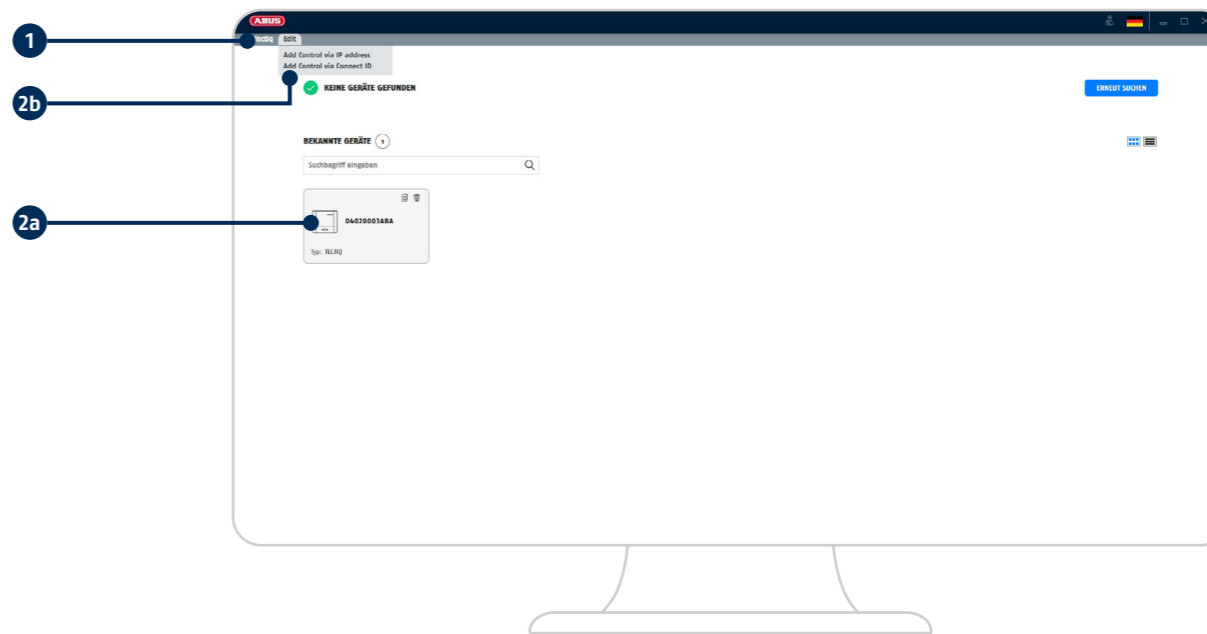 ABUS
1
Tectiq Edit
Add Control via IP address
Add Control via Connect ID
2b
KEINE GERÄTE GEFUNDEN
ERNEUT SUCHEN
BEKANNTE GERÄTE 1
Suchbegriff eingeben
2a
04020003ABA
Typ: TECTIQ